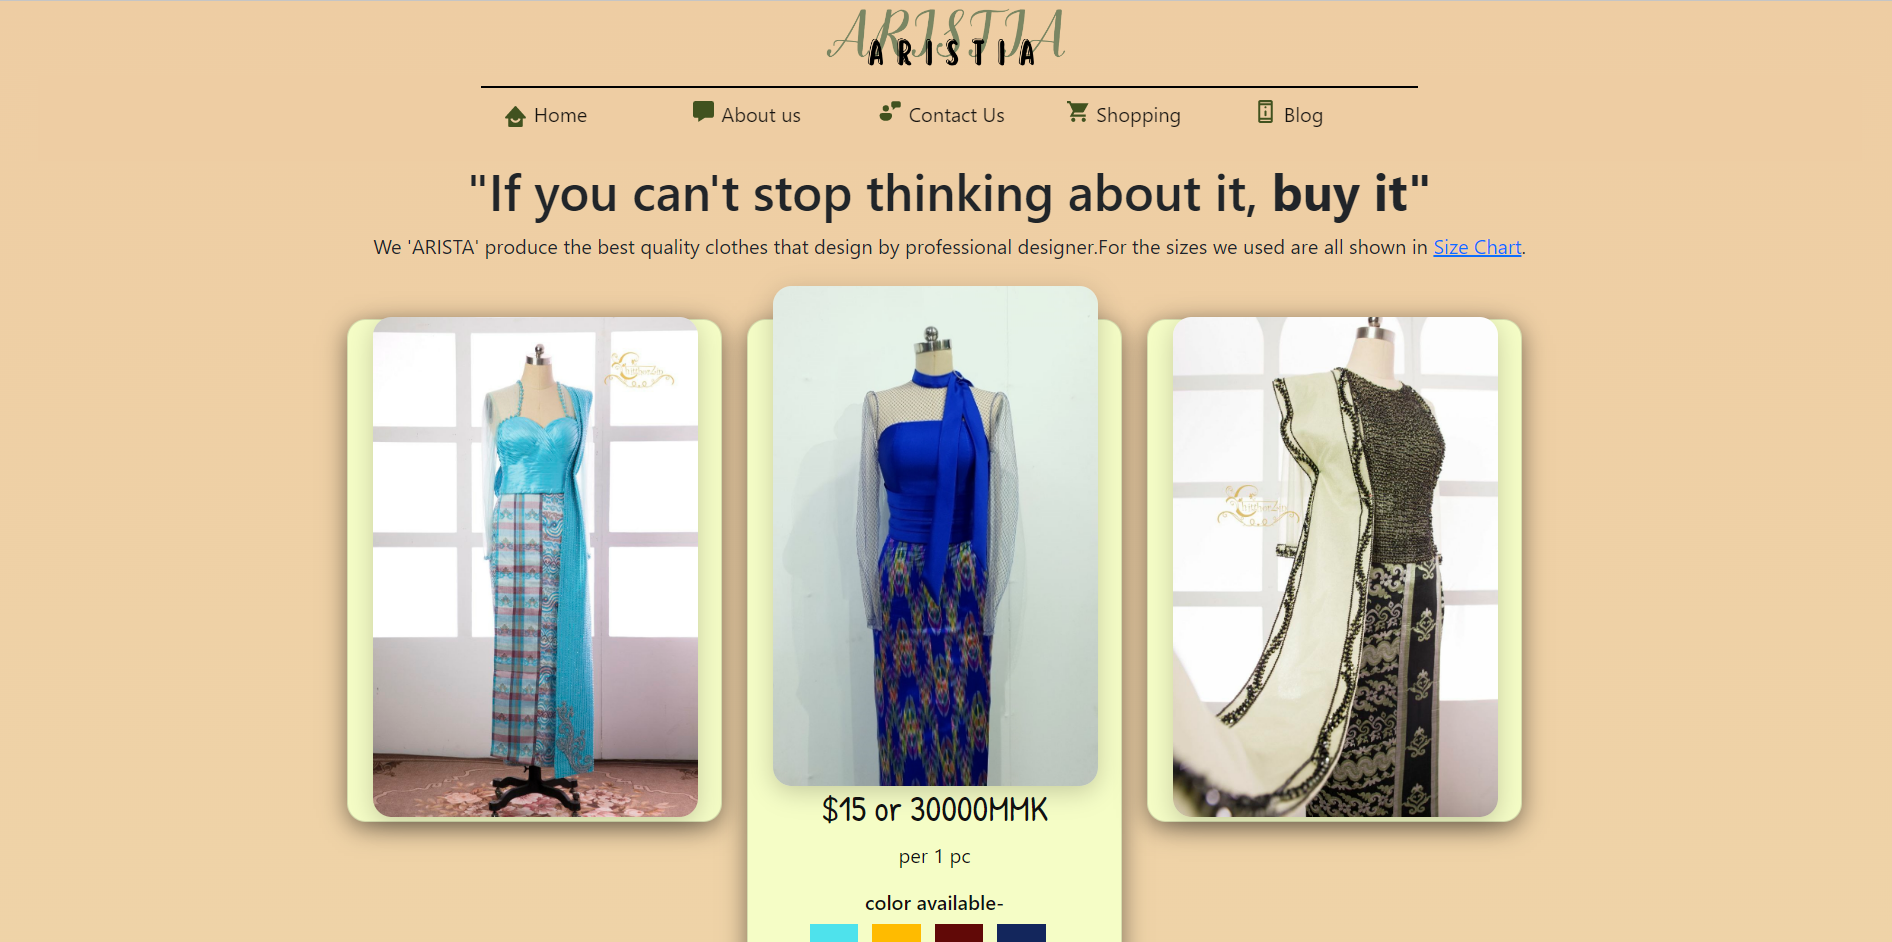 ARISTIA
ARISTIA
Home
About us
Contact Us
Shopping
Blog
"If you can't stop thinking about it, buy it"
We 'ARISTA' produce the best quality clothes that design by professional designer.For the sizes we used are all shown in Size Chart.
$15 or 30000MMK
per 1 pc
color available-